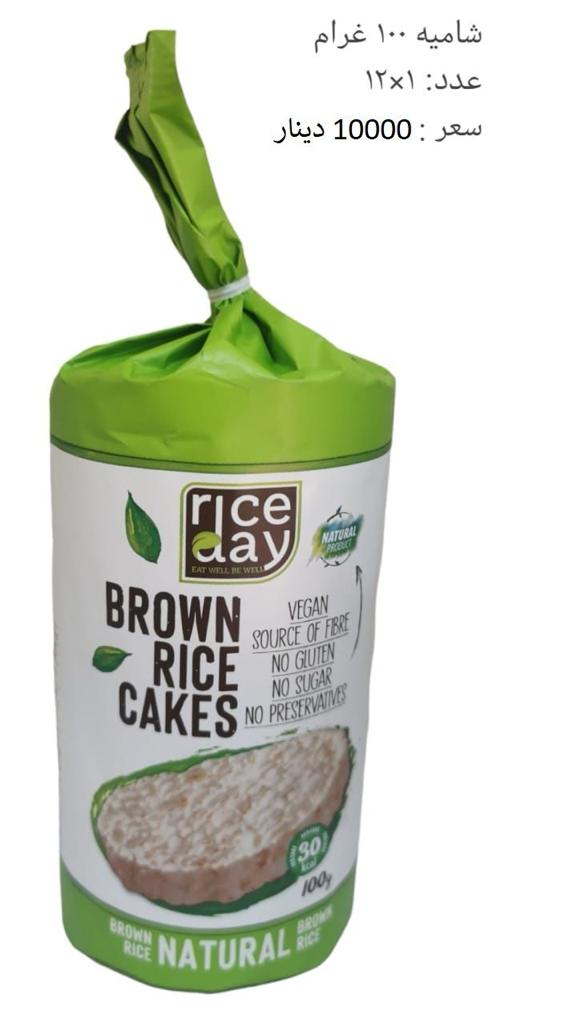 شامیه ١٠٠ غرام
عدد: ١×١٢
سعر : 10000 دينار
rice
day
EAT WELL BE WELL
NATURAL
PRODUCT
BROWN
RICE
CAKES
VEGAN
SOURCE OF FIBRE
NO GLUTEN
NO SUGAR
NO PRESERVATIVES
30
kcal
100g
BROWN
RICE
NATURAL
BROWN
RICE